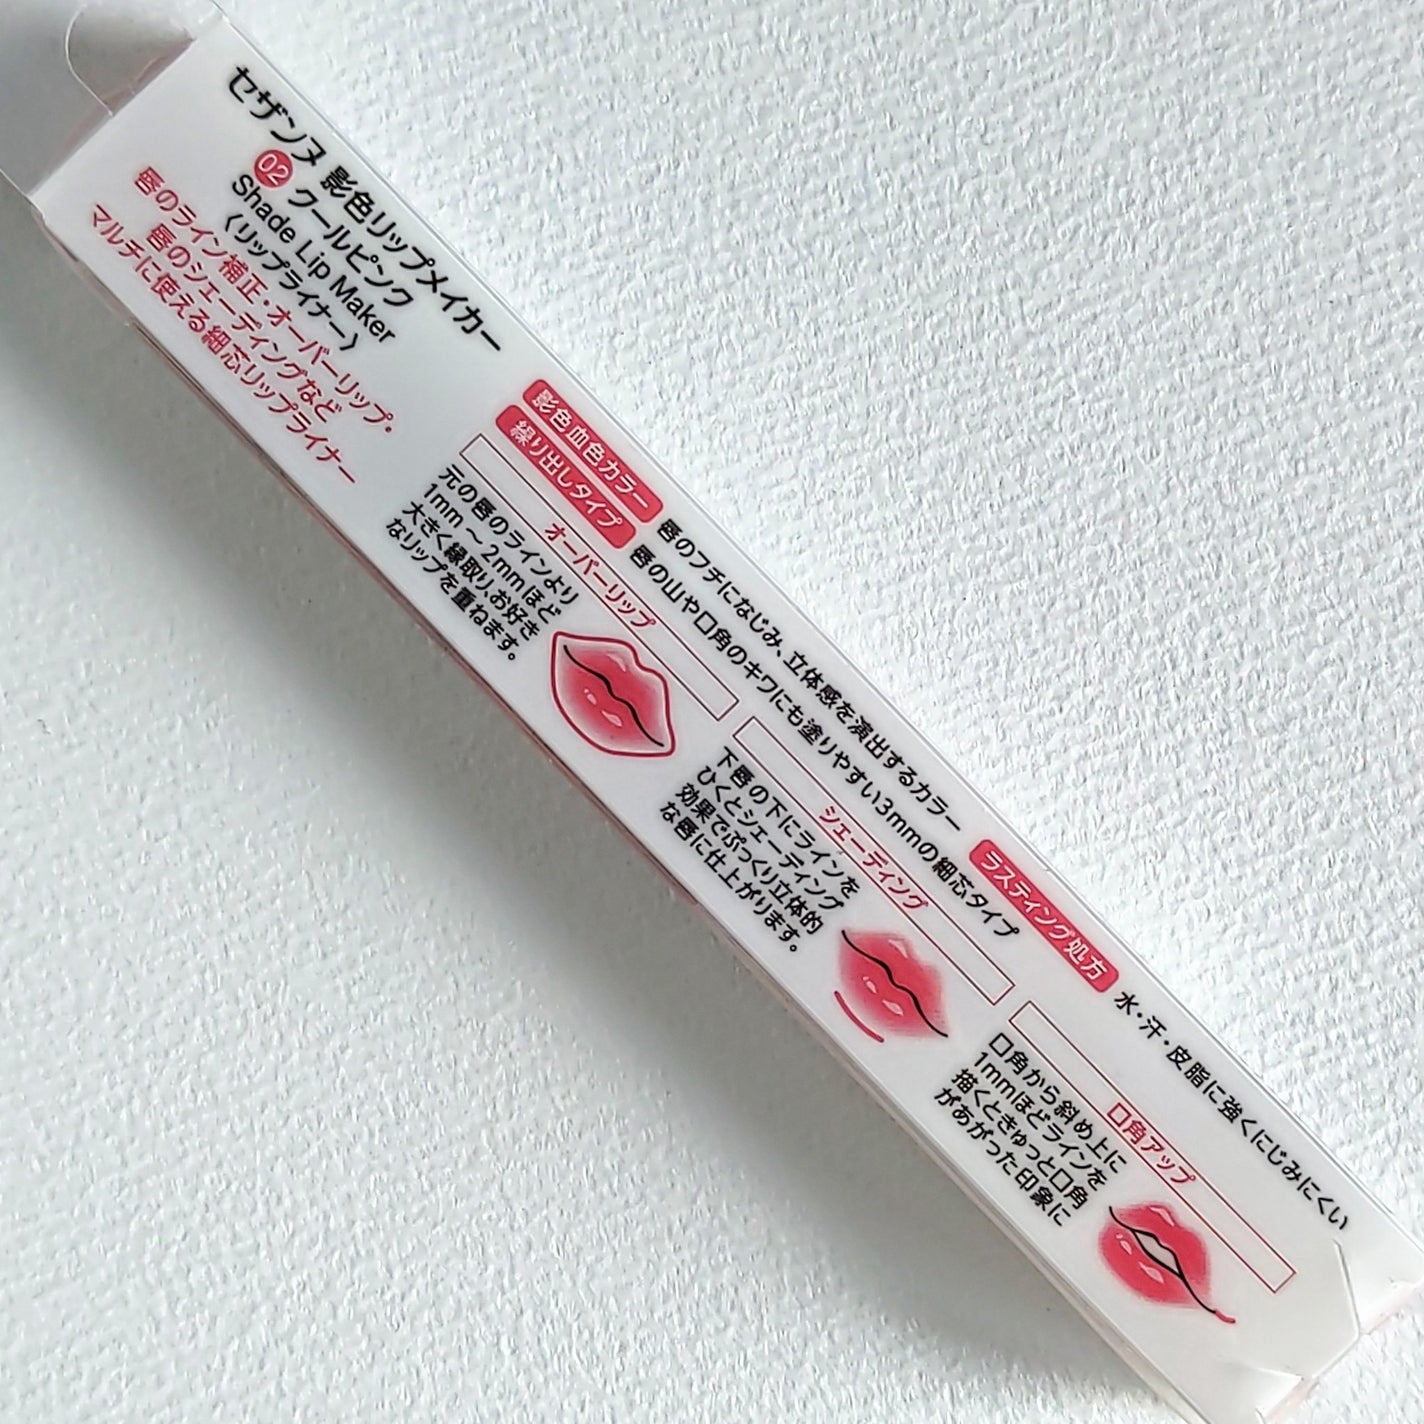 セザンヌ 影色リップメイカー
02 クールピンク
Shade Lip Maker
〈リップライナー〉
唇のライン補正・オーバーリップ・
唇のシェーディングなど
マルチに使える細芯リップライナー
影色血色カラー 唇のフチになじみ、立体感を演出するカラー
繰り出しタイプ 唇の山や口角のキワにも塗りやすい3mmの細芯タイプ
ラスティング処方 水・汗・皮脂に強くにじみにくい
オーバーリップ
元の唇のラインより
1mm～2mmほど
大きく縁取り、お好き
なリップを重ねます。
シェーディング
下唇の下にラインを
ひくとシェーディング
効果でぷっくり立体的
な唇に仕上がります。
口角アップ
口角から斜め上に
1mmほどラインを
描くときゅっと口角
があがった印象に